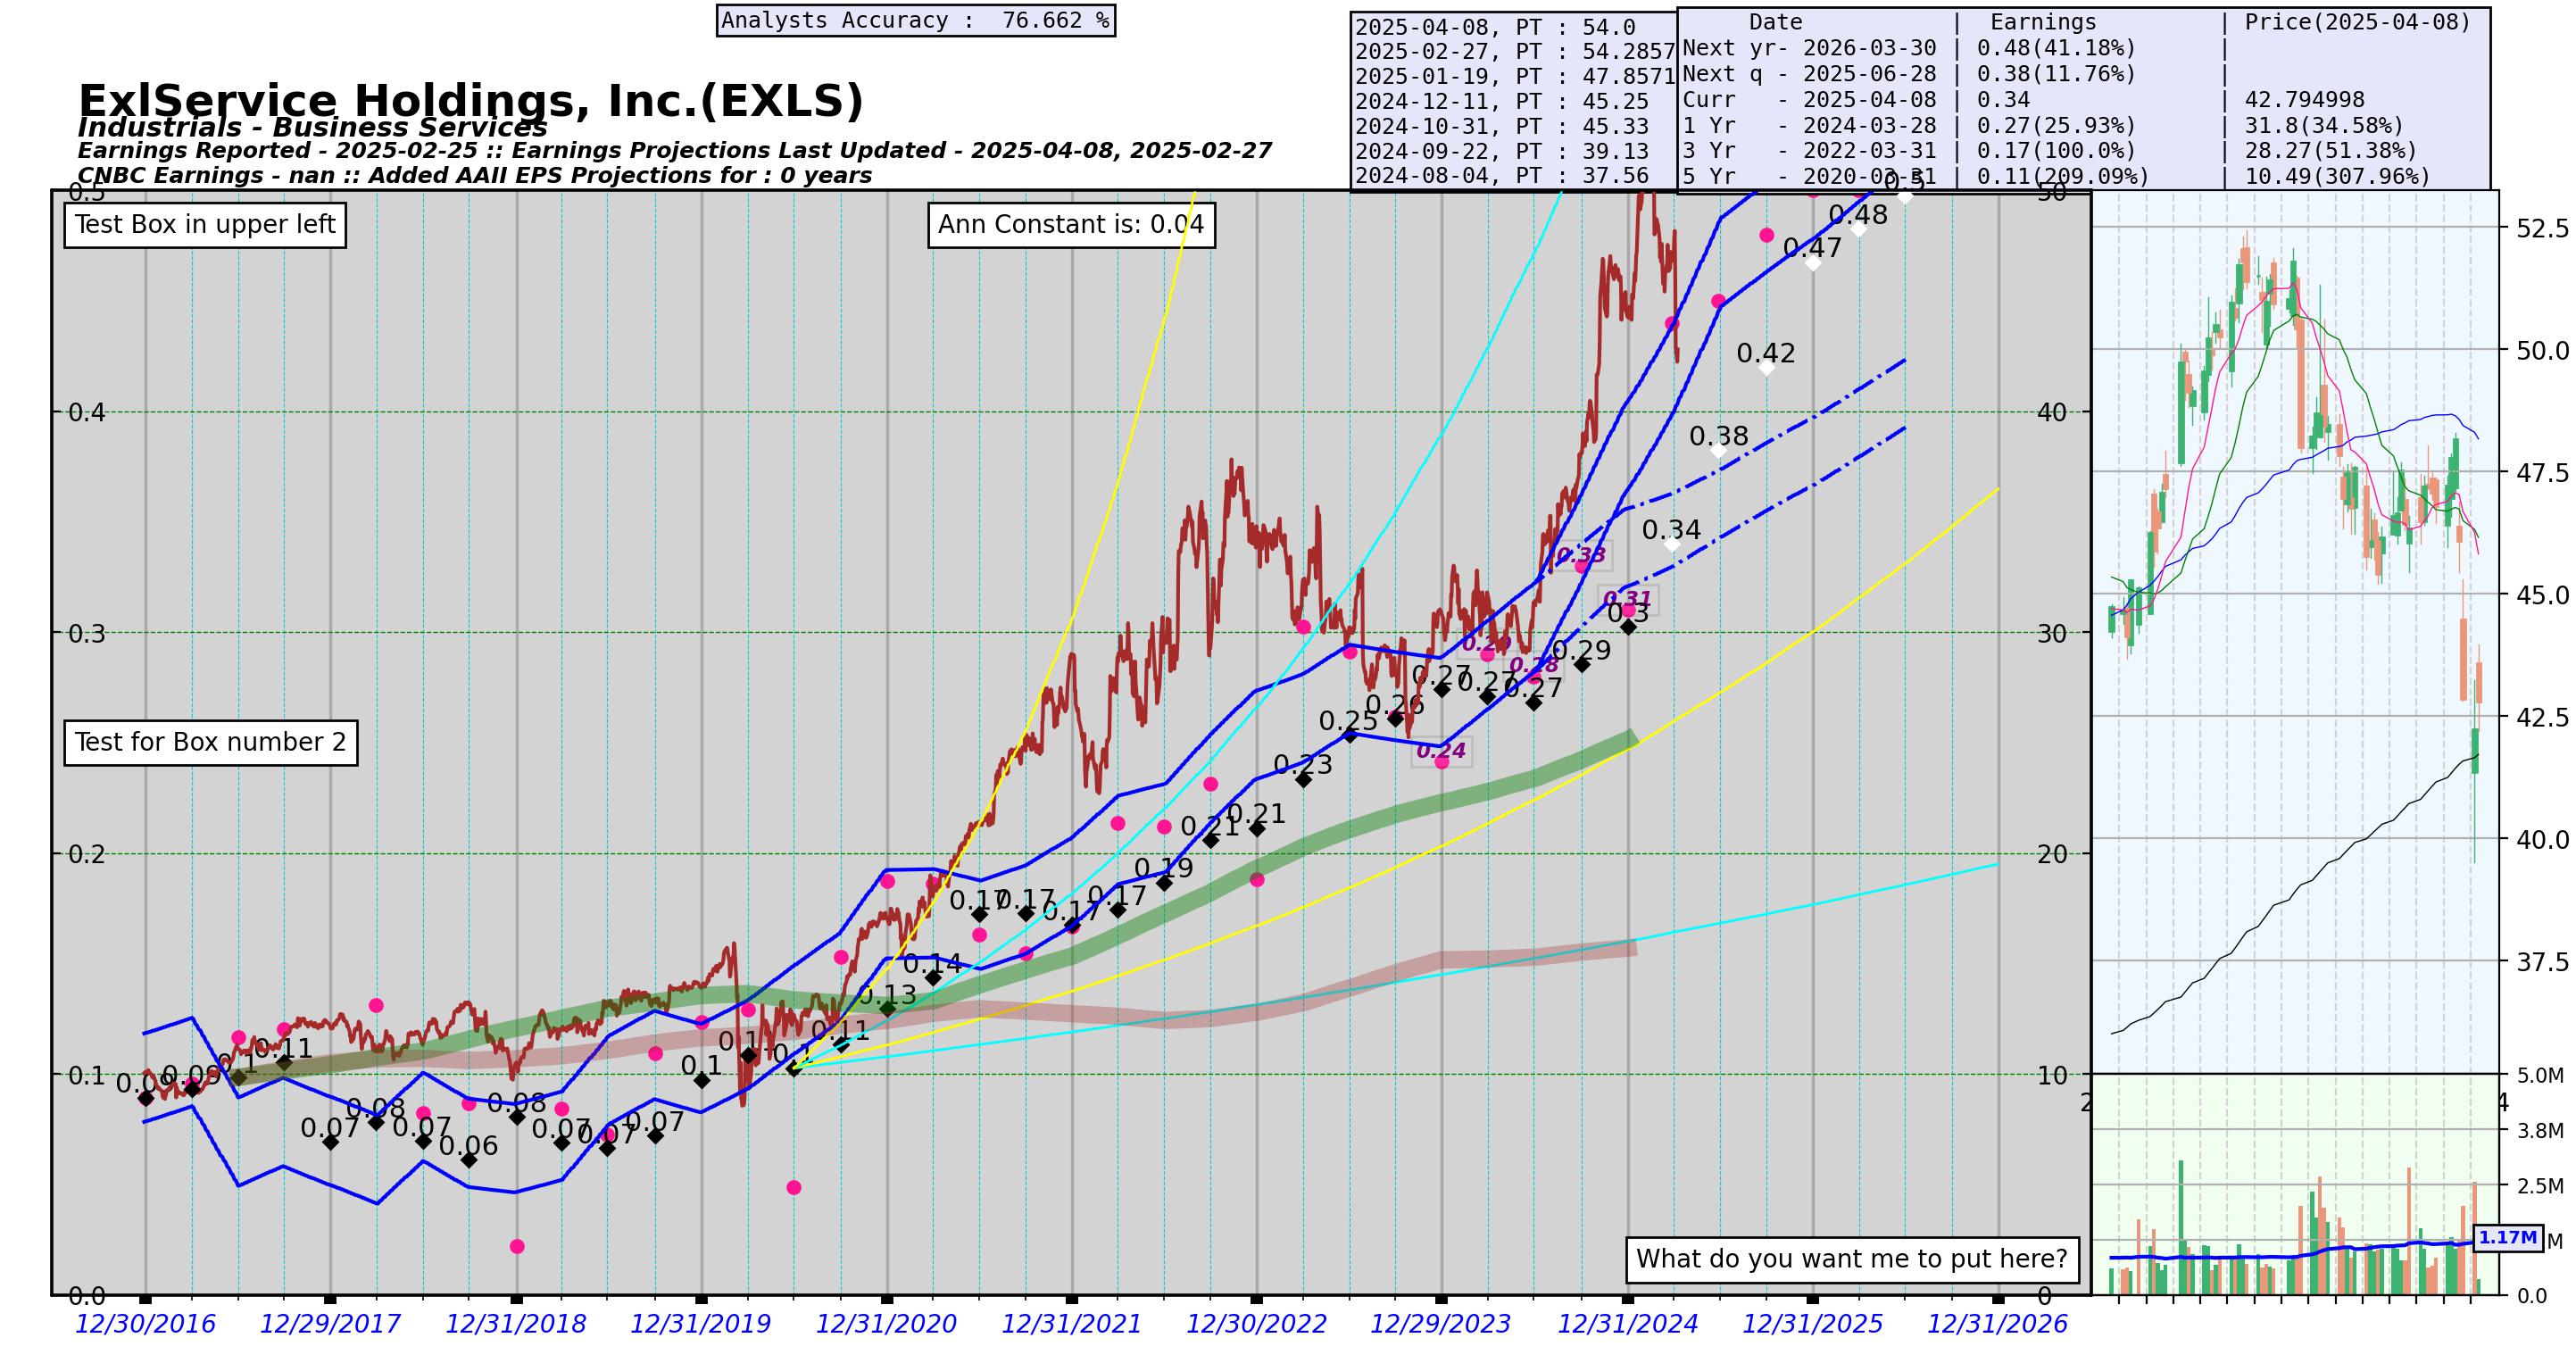 Analysts Accuracy :  76.662 %
2025-04-08, PT : 54.0
2025-02-27, PT : 54.2857
2025-01-19, PT : 47.8571
2024-12-11, PT : 45.25
2024-10-31, PT : 45.33
2024-09-22, PT : 39.13
2024-08-04, PT : 37.56
Date | Earnings | Price(2025-04-08)
Next yr- 2026-03-30 | 0.48(41.18%) |
Next q - 2025-06-28 | 0.38(11.76%) |
Curr - 2025-04-08 | 0.34 | 42.794998
1 Yr - 2024-03-28 | 0.27(25.93%) | 31.8(34.58%)
3 Yr - 2022-03-31 | 0.17(100.0%) | 28.27(51.38%)
5 Yr - 2020-03-31 | 0.11(209.09%) | 10.49(307.96%)
ExlService Holdings, Inc.(EXLS)
Industrials - Business Services
Earnings Reported - 2025-02-25 :: Earnings Projections Last Updated - 2025-04-08, 2025-02-27
CNBC Earnings - nan :: Added AAII EPS Projections for : 0 years
Test Box in upper left
Ann Constant is: 0.04
Test for Box number 2
What do you want me to put here?
0.5
0.4
0.3
0.2
0.1
0.0
50
40
30
20
10
0
0.09
0.09
0.1
0.11
0.07
0.08
0.07
0.06
0.08
0.07
0.07
0.07
0.1
0.1
0.11
0.13
0.14
0.17
0.17
0.17
0.17
0.19
0.21
0.21
0.23
0.25
0.26
0.27
0.27
0.27
0.29
0.3
0.34
0.38
0.42
0.47
0.48
0.5
0.24
0.29
0.28
0.33
0.31
52.5
50.0
47.5
45.0
42.5
40.0
37.5
5.0M
3.8M
2.5M
1.17M
M
0.0
12/30/2016
12/29/2017
12/31/2018
12/31/2019
12/31/2020
12/31/2021
12/30/2022
12/29/2023
12/31/2024
12/31/2025
12/31/2026